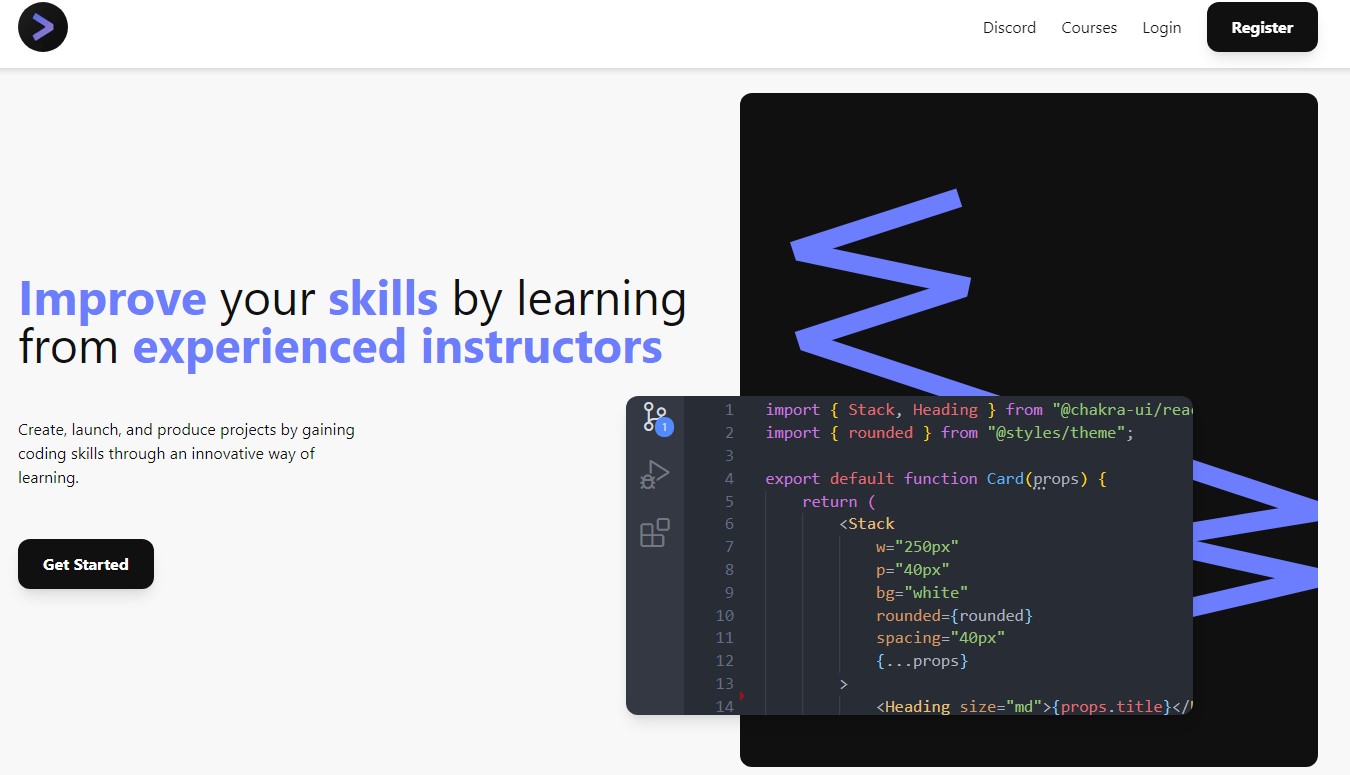 Discord Courses Login Register
Improve your skills by learning
from experienced instructors
Create, launch, and produce projects by gaining
coding skills through an innovative way of
learning.
Get Started
1
1 import { Stack, Heading } from "@chakra-ui/
2 import { rounded } from "@styles/theme";
3
4 export default function Card(props) {
5 return (
6 <Stack
7 w="250px"
8 p="40px"
9 bg="white"
10 rounded={rounded}
11 spacing="40px"
12 {...props}
13 >
14 <Heading size="md">{props.title}</